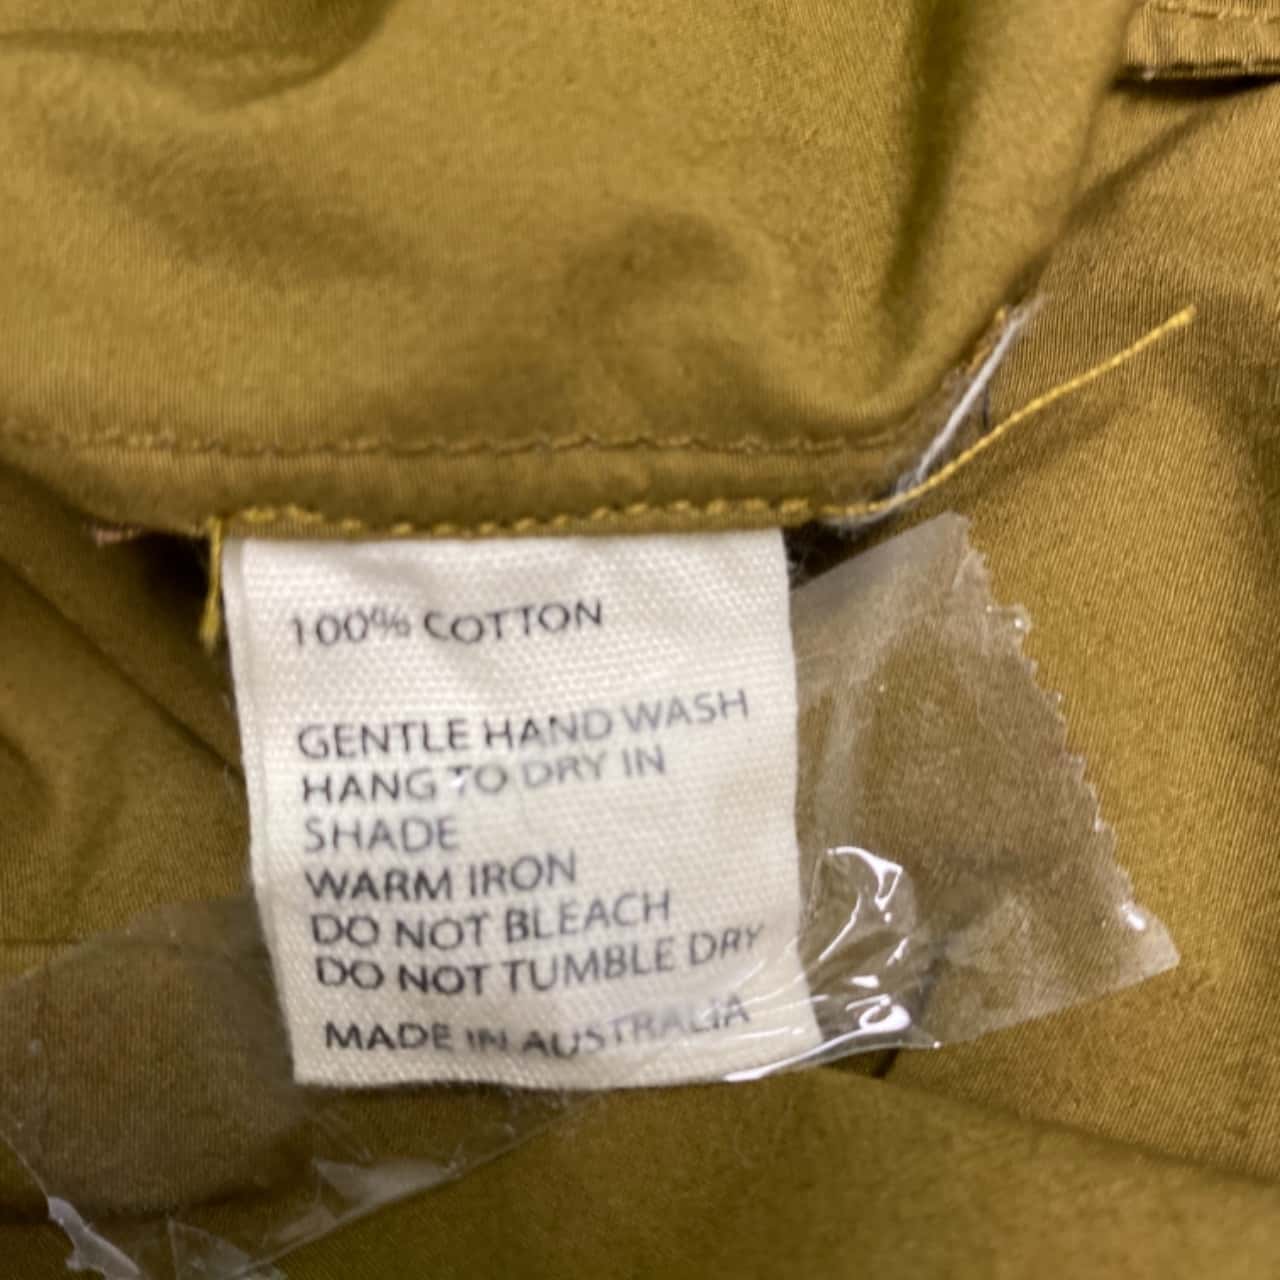 100% COTTON
GENTLE HAND WASH
HANG TO DRY IN
SHADE
WARM IRON
DO NOT BLEACH
DO NOT TUMBLE DRY
MADE IN AUSTRALIA